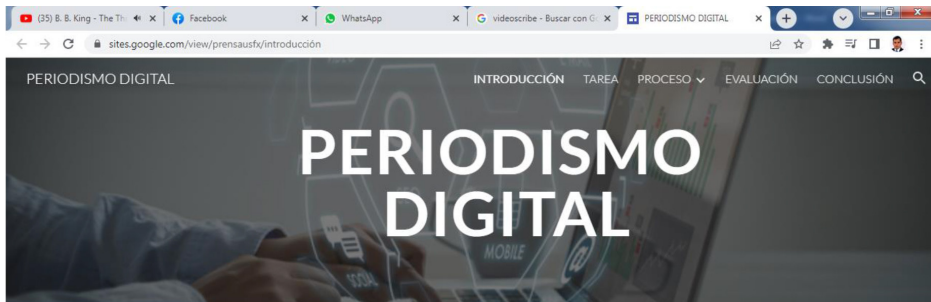 (35) B. B. King - The Th
Facebook
WhatsApp
videoscribe - Buscar con G
PERIODISMO DIGITAL
sites.google.com/view/prensausfx/introducción
PERIODISMO DIGITAL
INTRODUCCIÓN TAREA PROCESO EVALUACIÓN CONCLUSIÓN
PERIODISMO
DIGITAL
MOBILE
SOCIAL